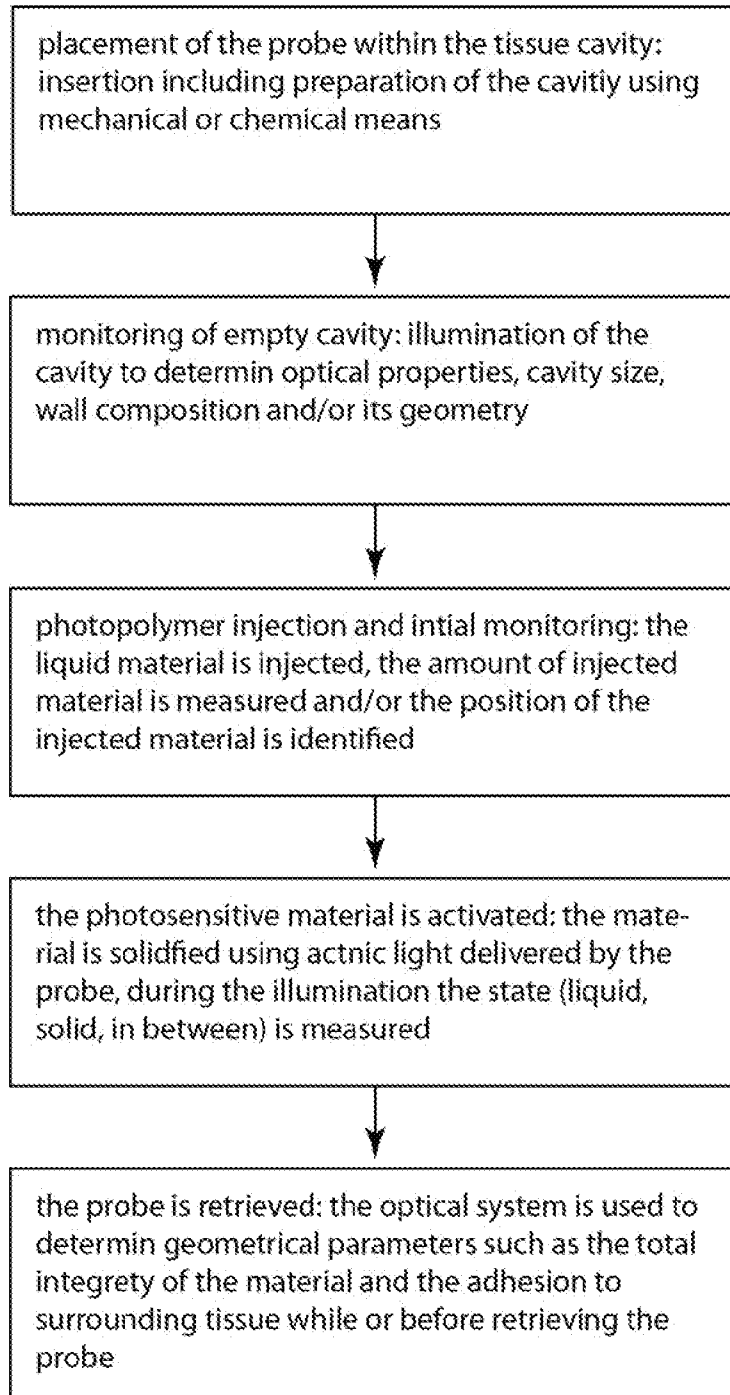 placement of the probe within the tissue cavity:
insertion including preparation of the cavitiy using
mechanical or chemical means
monitoring of empty cavity: illumination of the
cavity to determin optical properties, cavity size,
wall composition and/or its geometry
photopolymer injection and intial monitoring: the
liquid material is injected, the amount of injected
material is measured and/or the position of the
injected material is identified
the photosensitive material is activated: the mate-
rial is solidfied using actnic light delivered by the
probe, during the illumination the state (liquid,
solid, in between) is measured
the probe is retrieved: the optical system is used to
determin geometrical parameters such as the total
integrety of the material and the adhesion to
surrounding tissue while or before retrieving the
probe